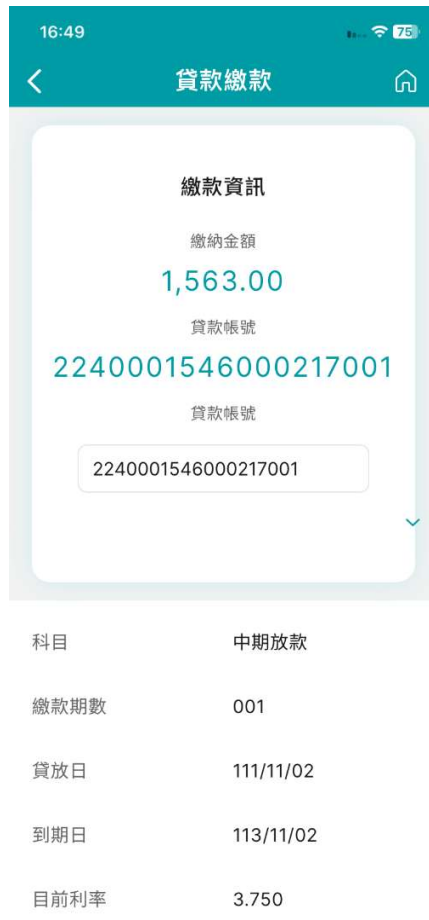 16:49
75
貸款繳款
繳款資訊
繳納金額
1,563.00
貸款帳號
2240001546000217001
貸款帳號
2240001546000217001
科目 中期放款
繳款期數 001
貸放日 111/11/02
到期日 113/11/02
目前利率 3.750